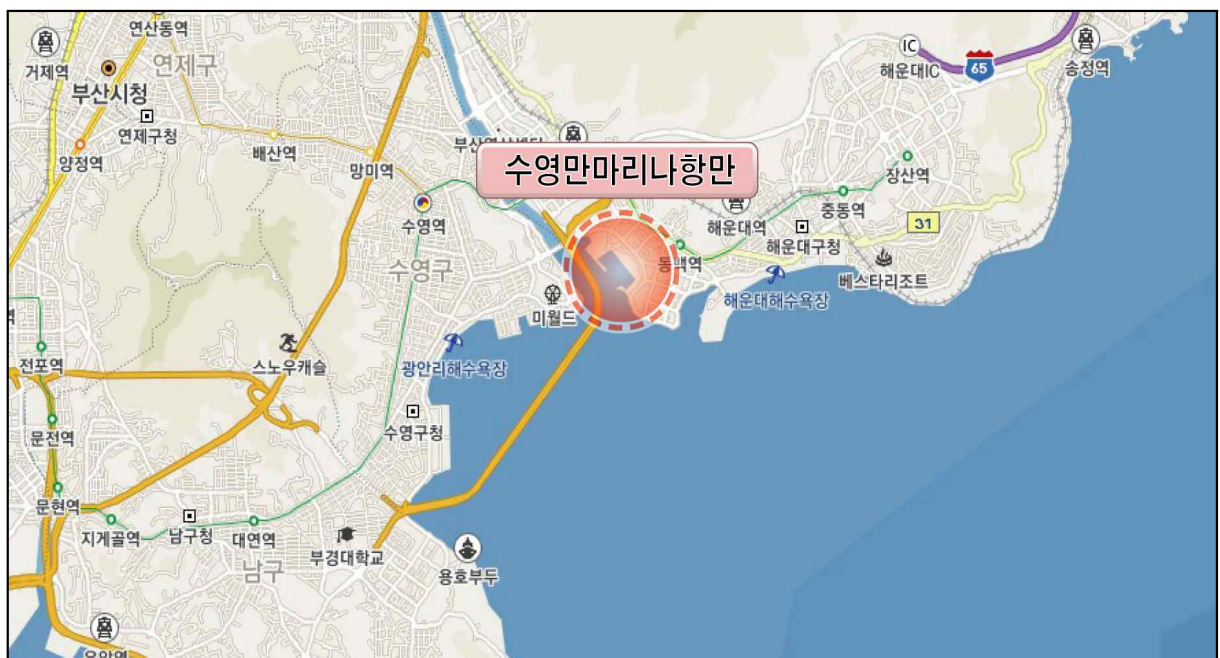 연산동역
거제역
연제구
부산시청
연제구청
양정역
배산역
망미역
IC
해운대IC
65
송정역
수영만마리나항만
장산역
중동역
해운대역
31
해운대구청
수영역
수영구
동백역
베스타리조트
해운대해수욕장
미월드
전포역
스노우캐슬
광안리해수욕장
문전역
수영구청
문현역
지게골역
남구청
대연역
부경대학교
남구
용호부두